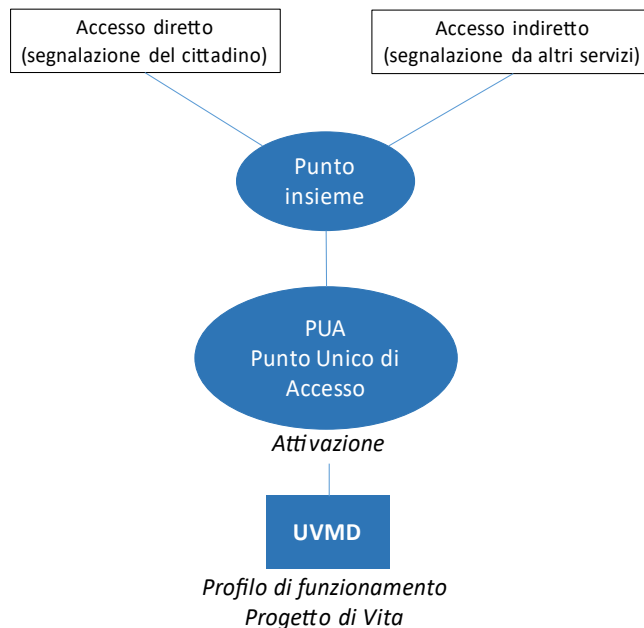 Accesso diretto
(segnalazione del cittadino)
Accesso indiretto
(segnalazione da altri servizi)
Punto
insieme
PUA
Punto Unico di
Accesso
Attivazione
UVMD
Profilo di funzionamento
Progetto di Vita